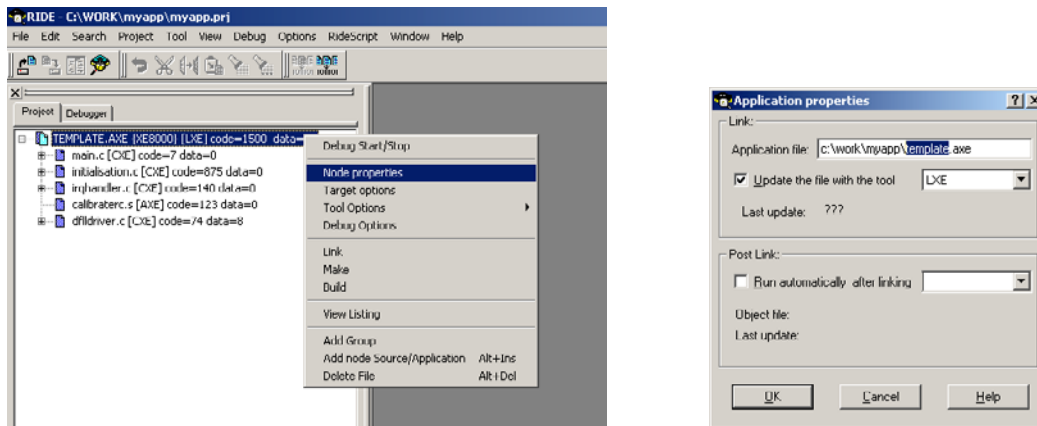 RIDE - C:\WORK\myapp\myapp.prj
File Edit Search Project Tool View Debug Options RideScript Window Help
Project Debugger
TEMPLATE.AXE [XE8000] [LXE] code=1500 data=
main.c [CXE] code=7 data=0
initialisation.c [CXE] code=875 data=0
irqhandler.c [CXE] code=140 data=0
calibraterc.s [AXE] code=123 data=0
dflldriver.c [CXE] code=74 data=8
Debug Start/Stop
Node properties
Target options
Tool Options
Debug Options
Link
Make
Build
View Listing
Add Group
Add node Source/Application Alt+Ins
Delete File Alt+Del
Application properties
Link:
Application file: c:\work\myapp\template.axe
Update the file with the tool LXE
Last update: ???
Post Link:
Run automatically after linking
Object file:
Last update:
OK Cancel Help